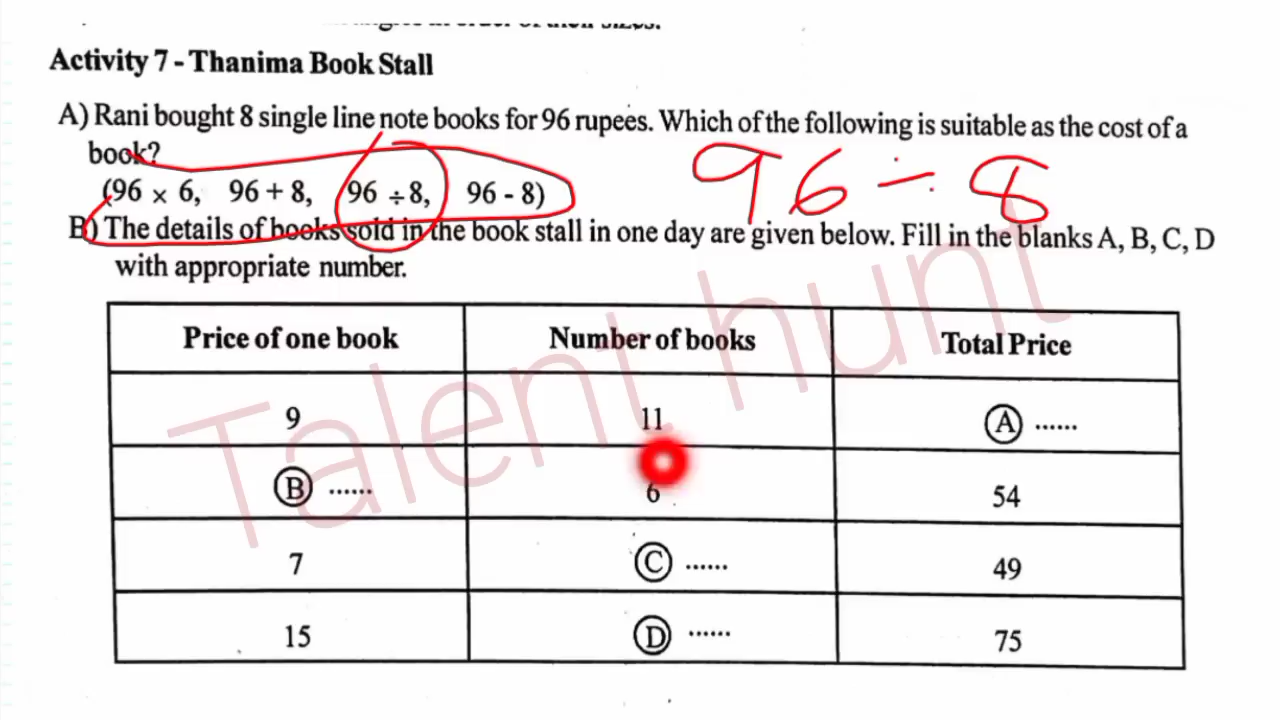 Activity 7 - Thanima Book Stall
A) Rani bought 8 single line note books for 96 rupees. Which of the following is suitable as the cost of a
book?
(96 × 6, 96 + 8, 96 ÷ 8, 96 - 8)
96 ÷ 8
B) The details of books sold in the book stall in one day are given below. Fill in the blanks A, B, C, D
with appropriate number.
Price of one book Number of books Total Price
9 11 A ......
B ...... 6 54
7 C ...... 49
15 D ...... 75
Talent hunt